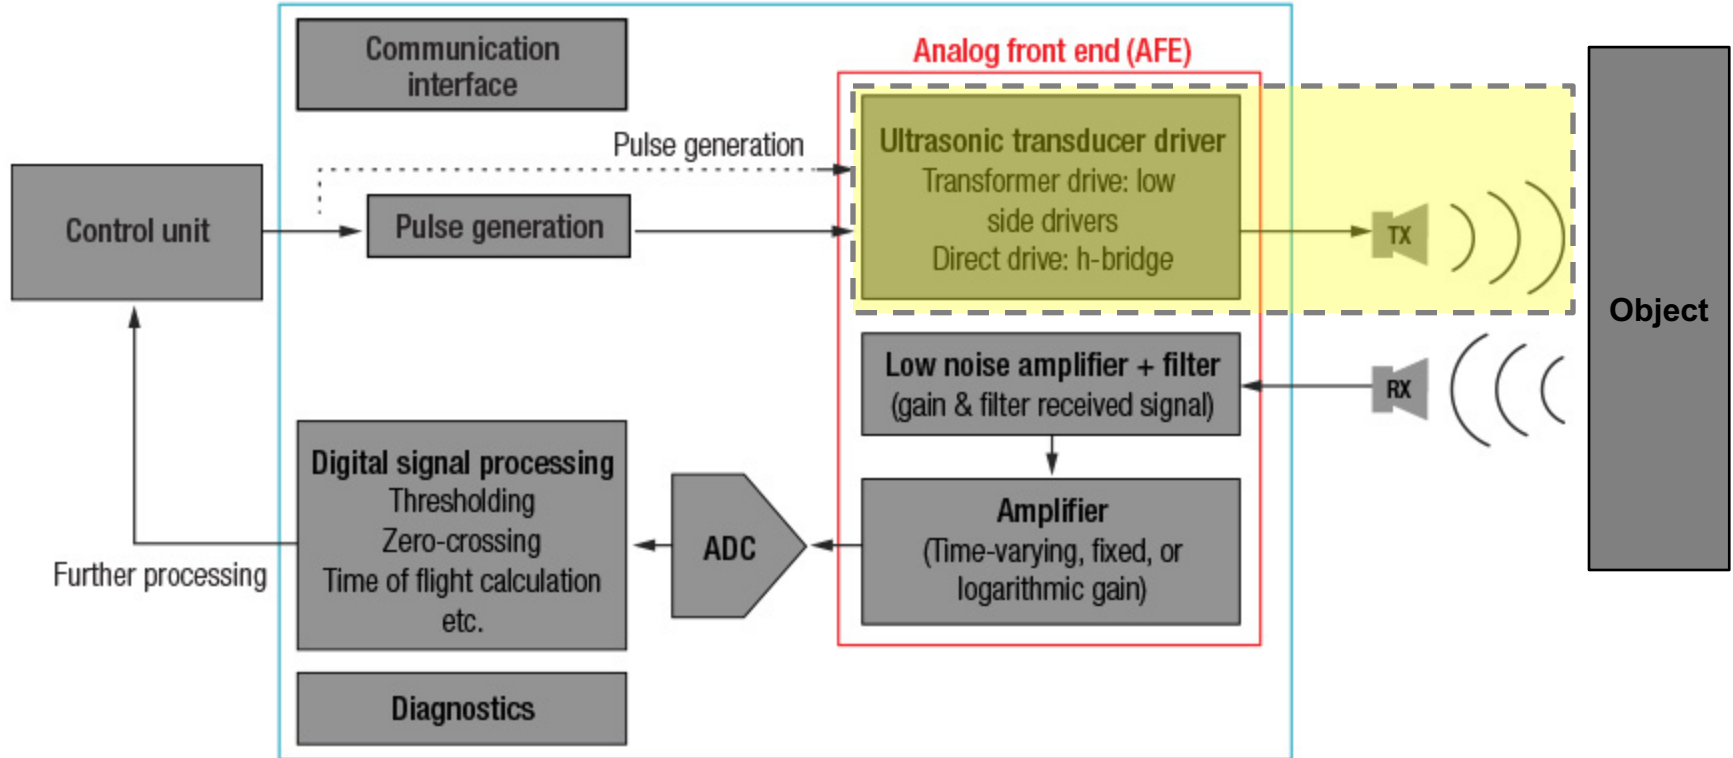 Communication
interface
Analog front end (AFE)
Pulse generation
Control unit
Pulse generation
Ultrasonic transducer driver
Transformer drive: low
side drivers
Direct drive: h-bridge
TX
Object
Low noise amplifier + filter
(gain & filter received signal)
RX
Digital signal processing
Thresholding
Zero-crossing
Time of flight calculation
etc.
ADC
Amplifier
(Time-varying, fixed, or
logarithmic gain)
Further processing
Diagnostics